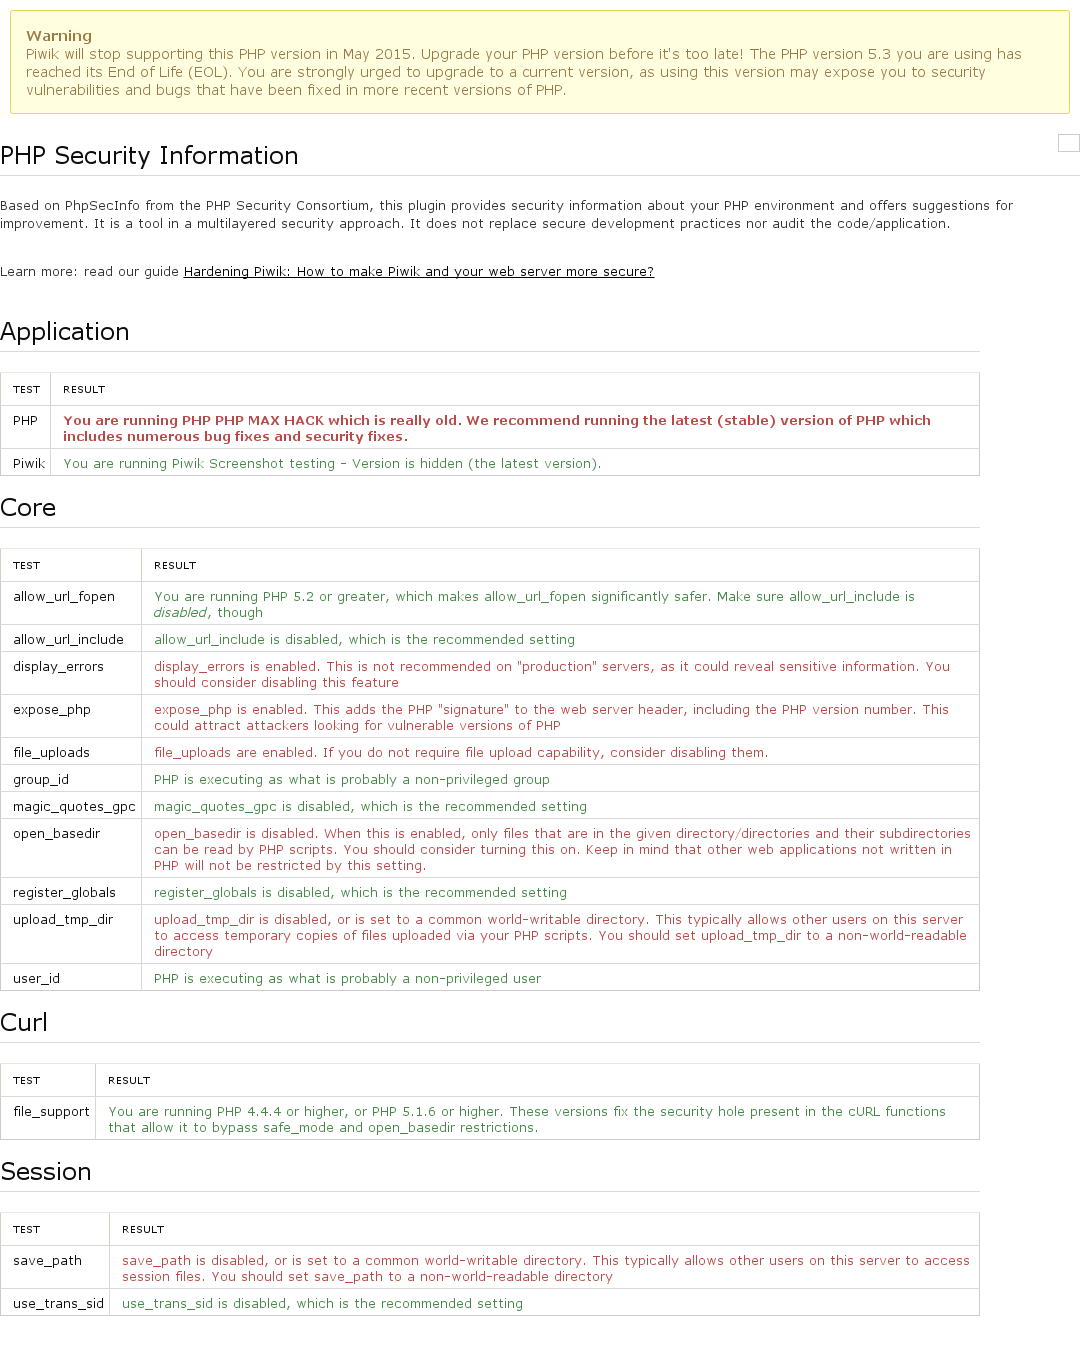 Warning
Piwik will stop supporting this PHP version in May 2015. Upgrade your PHP version before it's too late! The PHP version 5.3 you are using has
reached its End of Life (EOL). You are strongly urged to upgrade to a current version, as using this version may expose you to security
vulnerabilities and bugs that have been fixed in more recent versions of PHP.
PHP Security Information
Based on PhpSecInfo from the PHP Security Consortium, this plugin provides security information about your PHP environment and offers suggestions for
improvement. It is a tool in a multilayered security approach. It does not replace secure development practices nor audit the code/application.
Learn more: read our guide Hardening Piwik: How to make Piwik and your web server more secure?
Application
TEST RESULT
PHP You are running PHP PHP MAX HACK which is really old. We recommend running the latest (stable) version of PHP which
includes numerous bug fixes and security fixes.
Piwik You are running Piwik Screenshot testing - Version is hidden (the latest version).
Core
TEST RESULT
allow_url_fopen You are running PHP 5.2 or greater, which makes allow_url_fopen significantly safer. Make sure allow_url_include is
disabled, though
allow_url_include allow_url_include is disabled, which is the recommended setting
display_errors display_errors is enabled. This is not recommended on "production" servers, as it could reveal sensitive information. You
should consider disabling this feature
expose_php expose_php is enabled. This adds the PHP "signature" to the web server header, including the PHP version number. This
could attract attackers looking for vulnerable versions of PHP
file_uploads file_uploads are enabled. If you do not require file upload capability, consider disabling them.
group_id PHP is executing as what is probably a non-privileged group
magic_quotes_gpc magic_quotes_gpc is disabled, which is the recommended setting
open_basedir open_basedir is disabled. When this is enabled, only files that are in the given directory/directories and their subdirectories
can be read by PHP scripts. You should consider turning this on. Keep in mind that other web applications not written in
PHP will not be restricted by this setting.
register_globals register_globals is disabled, which is the recommended setting
upload_tmp_dir upload_tmp_dir is disabled, or is set to a common world-writable directory. This typically allows other users on this server
to access temporary copies of files uploaded via your PHP scripts. You should set upload_tmp_dir to a non-world-readable
directory
user_id PHP is executing as what is probably a non-privileged user
Curl
TEST RESULT
file_support You are running PHP 4.4.4 or higher, or PHP 5.1.6 or higher. These versions fix the security hole present in the cURL functions
that allow it to bypass safe_mode and open_basedir restrictions.
Session
TEST RESULT
save_path save_path is disabled, or is set to a common world-writable directory. This typically allows other users on this server to access
session files. You should set save_path to a non-world-readable directory
use_trans_sid use_trans_sid is disabled, which is the recommended setting